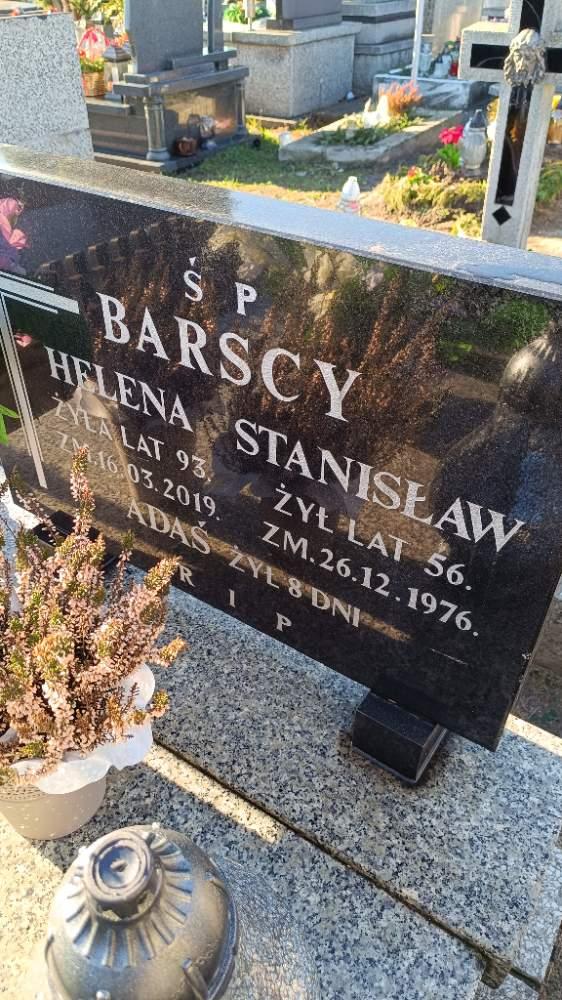 Ś P
BARSCY
HELENA STANISŁAW
ŻYŁA LAT 93. ŻYŁ LAT 56.
ZM. 16.03.2019. ZM. 26.12.1976.
ADAŚ ŻYŁ 8 DNI
R I P